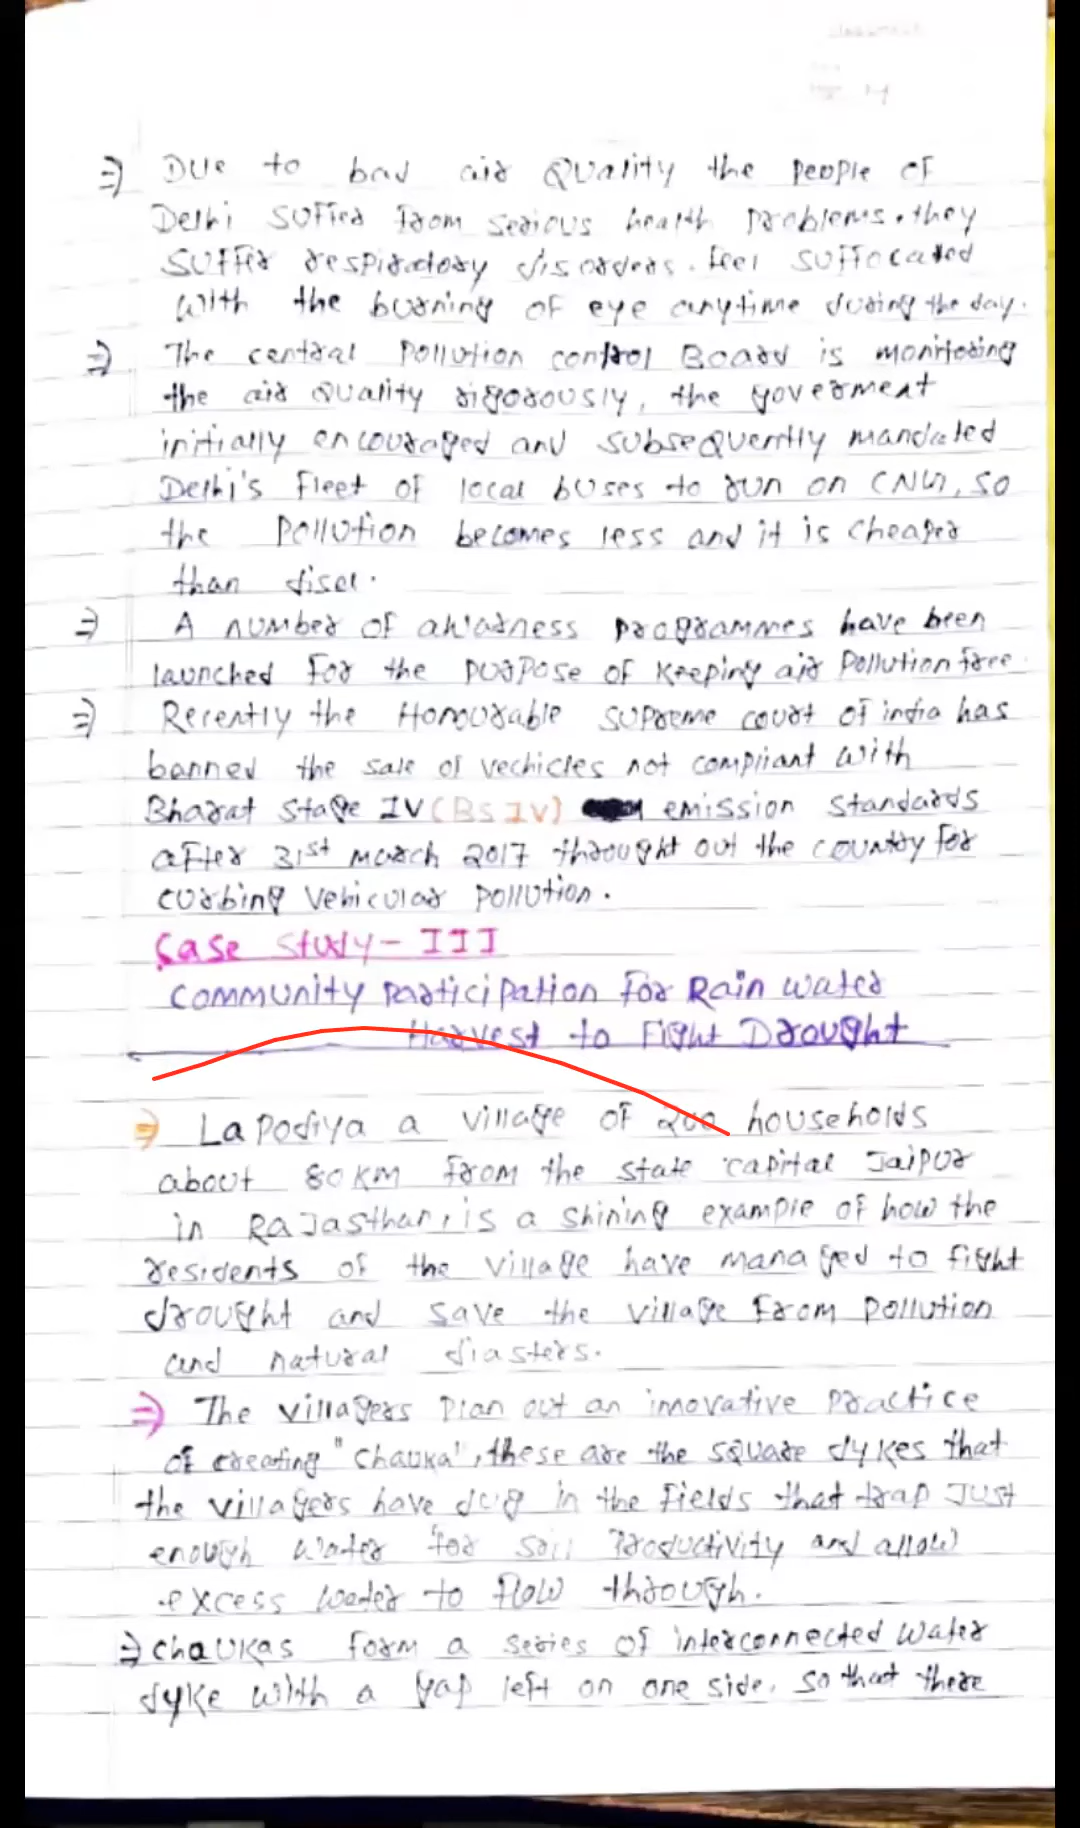 ⇒ Due to bad air Quality the people of
Delhi suffer from serious health problems. they
suffer respiratory disorders. feel suffocated
with the burning of eye anytime during the day.
⇒ The central pollution control Board is monitoring
the air quality rigorously, the goverment
initially encouraged and subsequently mandated
Delhi's fleet of local buses to run on CNG, so
the pollution becomes less and it is cheaper
than disel.
⇒ A number of awarness programmes have been
launched for the purpose of keeping air pollution free.
⇒ Recently the Honourable supreme court of india has
banned the sale of vechicles not compliant with
Bharat stage IV (BS IV) emission standards
after 31st march 2017 throught out the country for
curbing vehicular pollution.
Case Study - III
Community participation for Rain water
Harvest to Fight Drought
⇒ Lapodiya a village of 200 households
about 80 KM from the state capital Jaipur
in Rajasthan, is a shining example of how the
residents of the village have managed to fight
drought and save the village from pollution
and natural diasters.
⇒ The villagers plan out an innovative practice
of creating "chauka", these are the square dykes that
the villagers have dug in the fields that trap Just
enough water for soil productivity and allow
excess water to flow through.
⇒ chaukas form a series of interconnected water
dyke with a gap left on one side. so that there